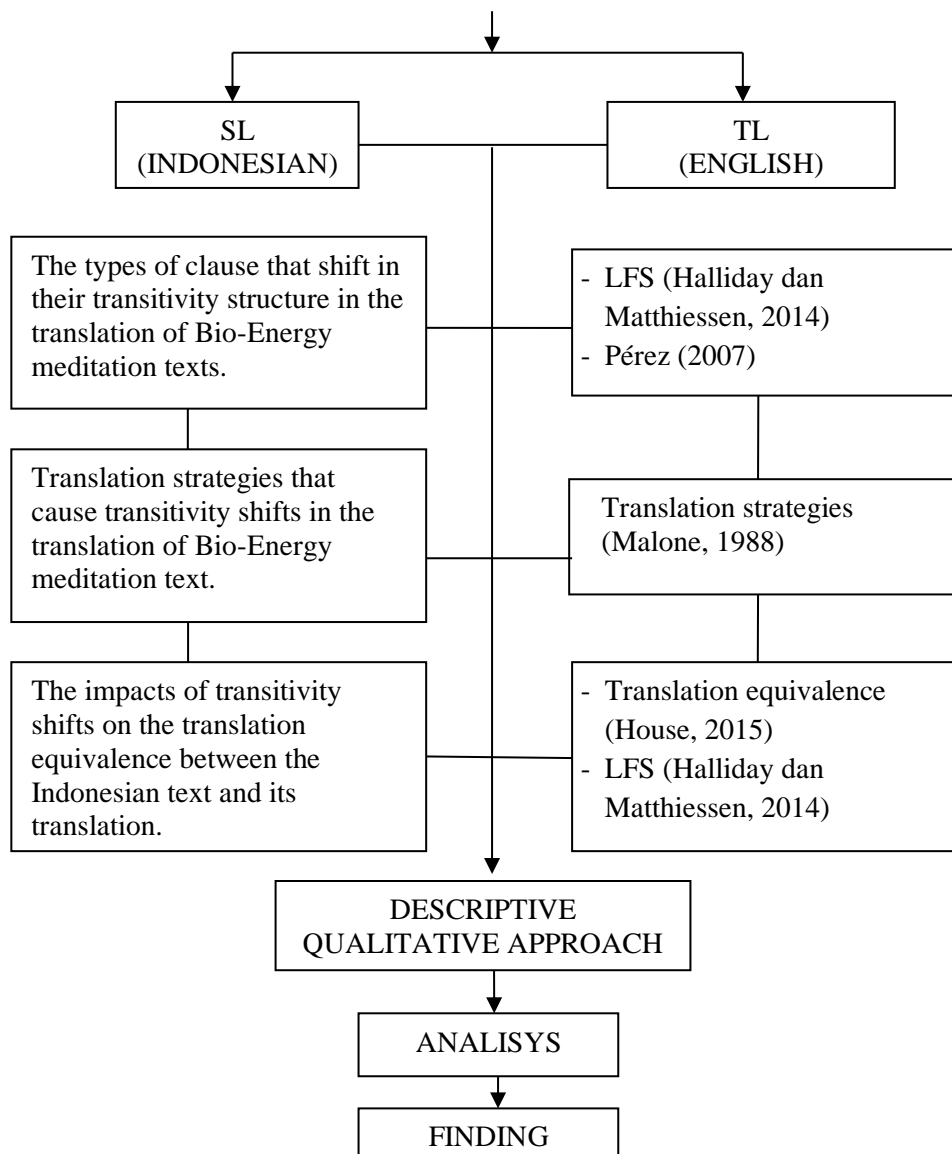 SL
(INDONESIAN)
TL
(ENGLISH)
The types of clause that shift in
their transitivity structure in the
translation of Bio-Energy
meditation texts.
- LFS (Halliday dan
Matthiessen, 2014)
- Pérez (2007)
Translation strategies that
cause transitivity shifts in the
translation of Bio-Energy
meditation text.
Translation strategies
(Malone, 1988)
The impacts of transitivity
shifts on the translation
equivalence between the
Indonesian text and its
translation.
- Translation equivalence
(House, 2015)
- LFS (Halliday dan
Matthiessen, 2014)
DESCRIPTIVE
QUALITATIVE APPROACH
ANALISYS
FINDING